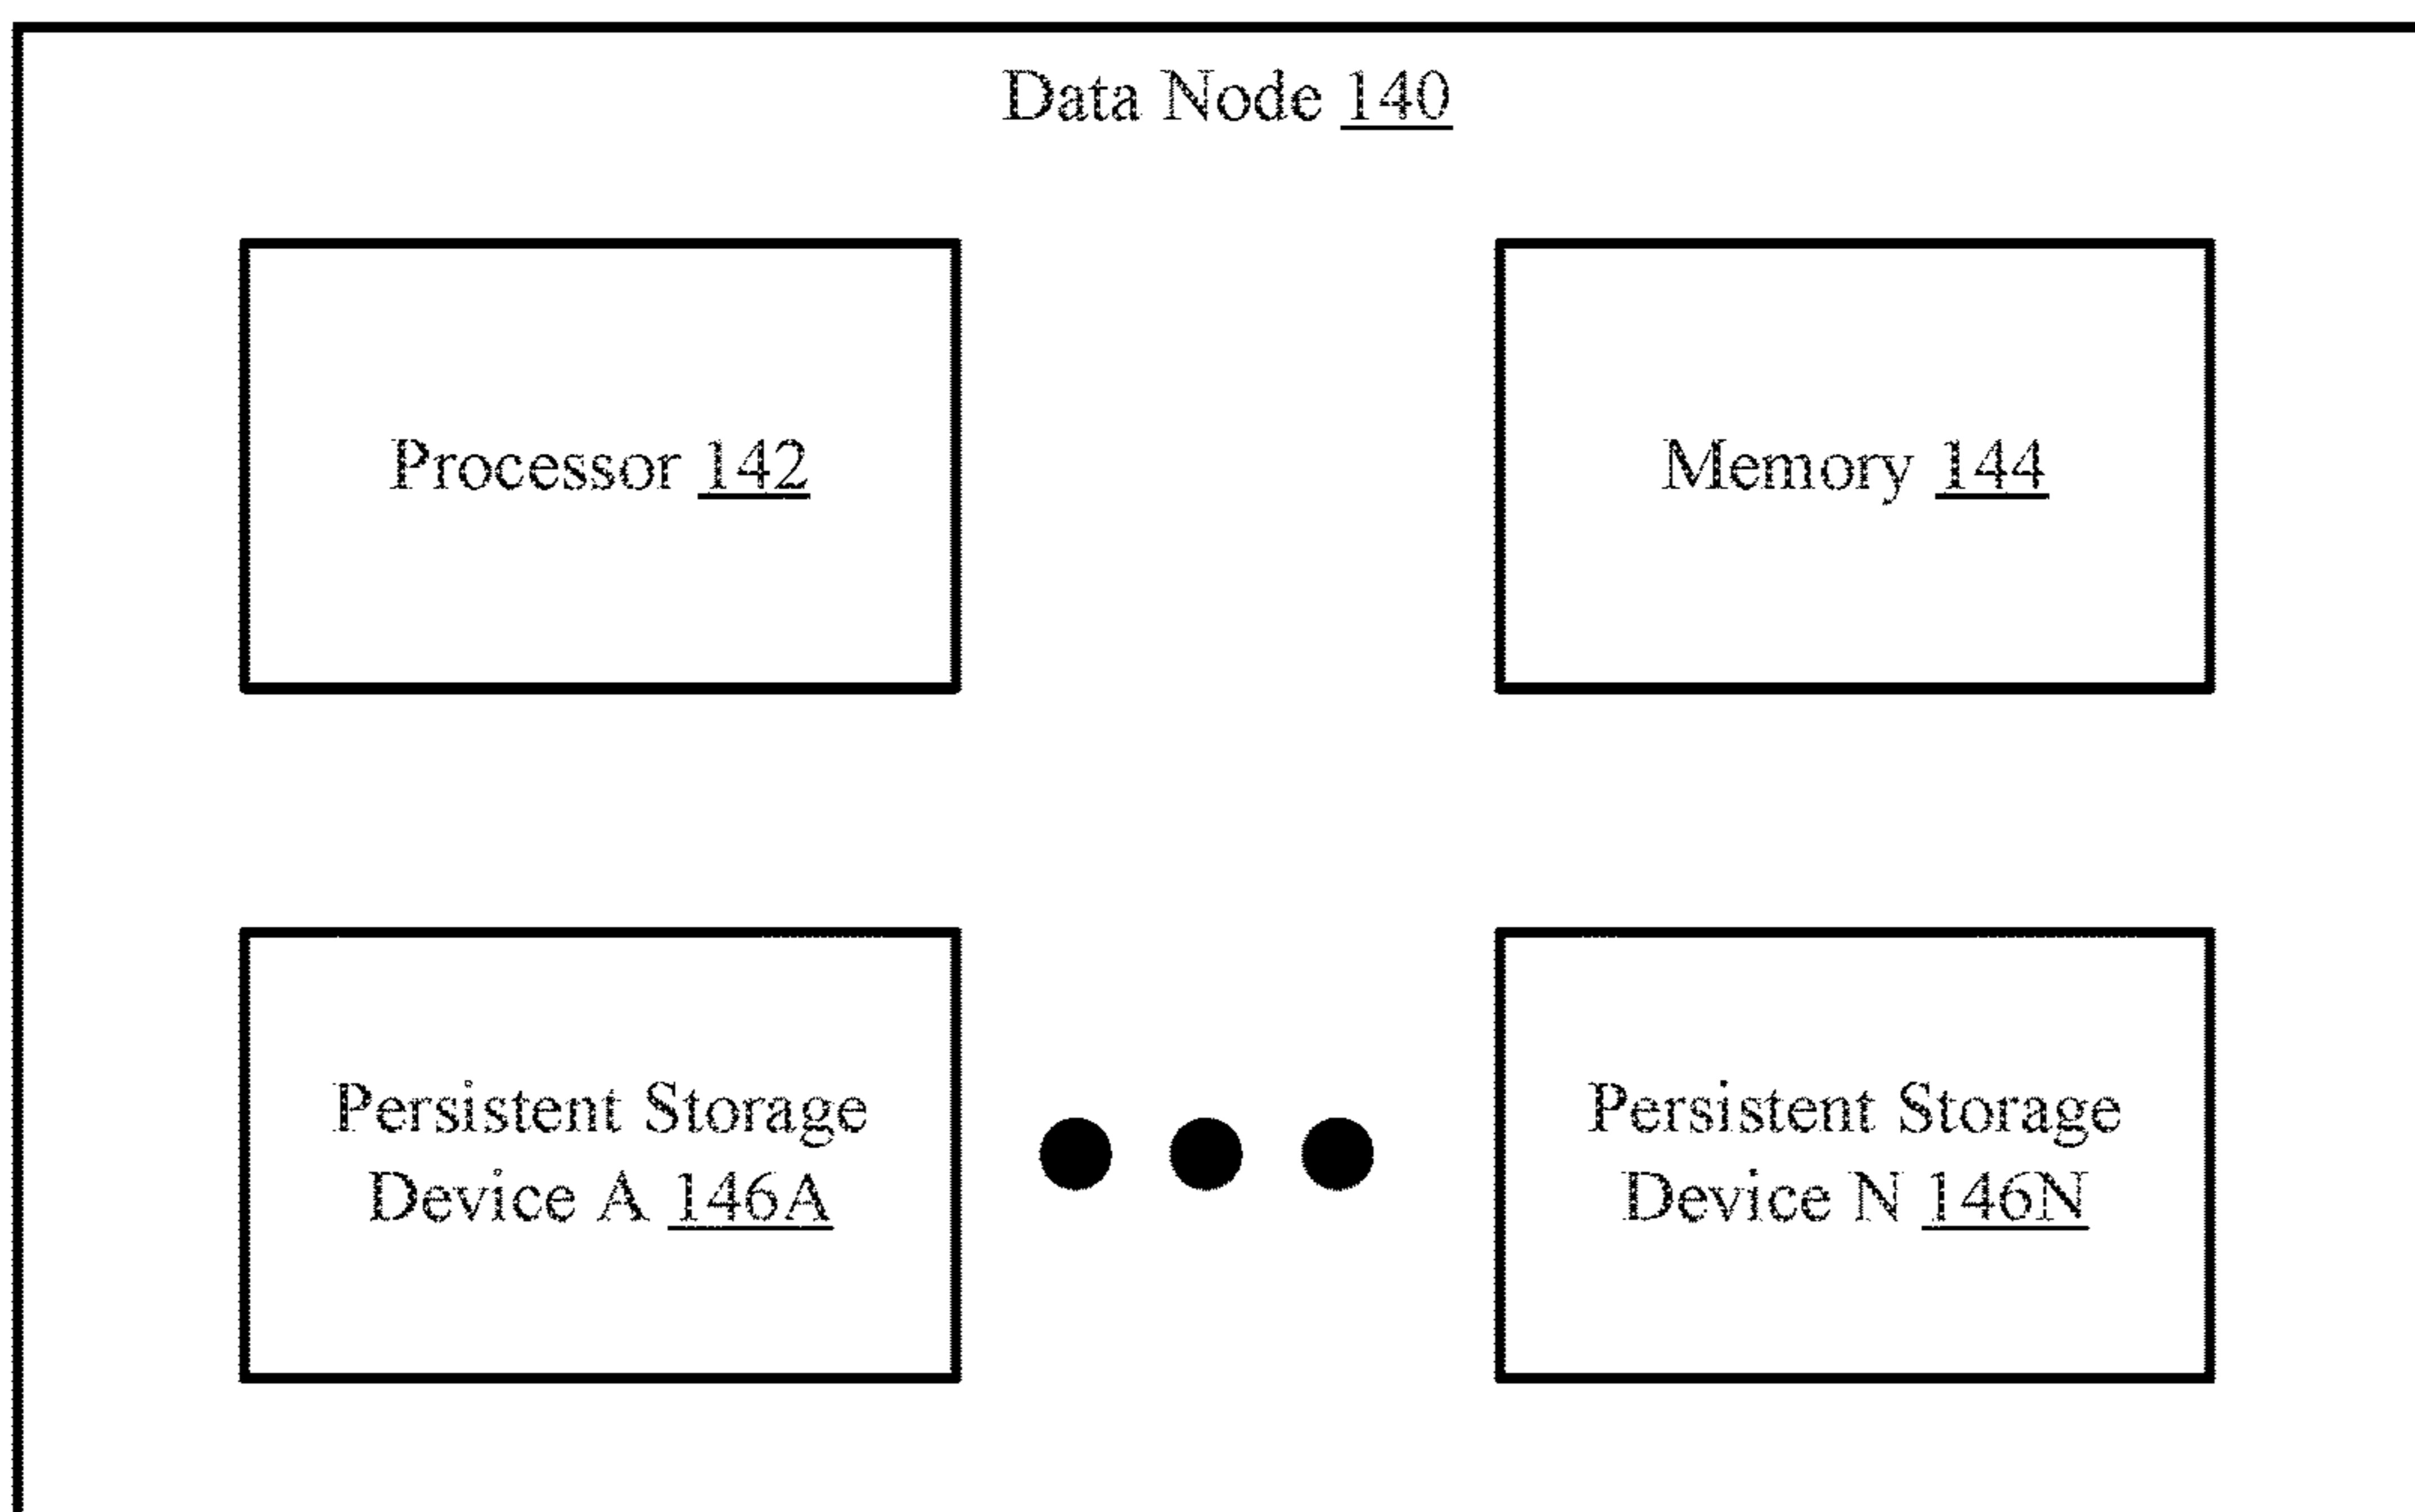 Data Node 140
Processor 142
Memory 144
Persistent Storage
Device A 146A
Persistent Storage
Device N 146N